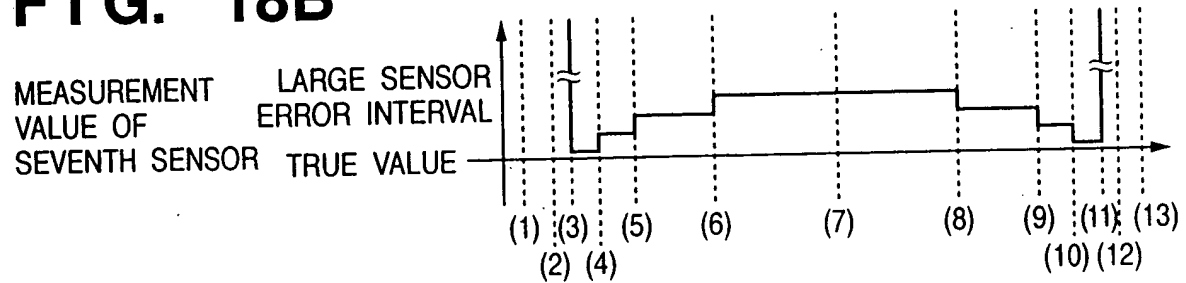 FIG. 18B
MEASUREMENT
VALUE OF
SEVENTH SENSOR
LARGE SENSOR
ERROR INTERVAL
TRUE VALUE
(1) (3) (5) (6) (7) (8) (9) (11) (13)
(2) (4) (10) (12)